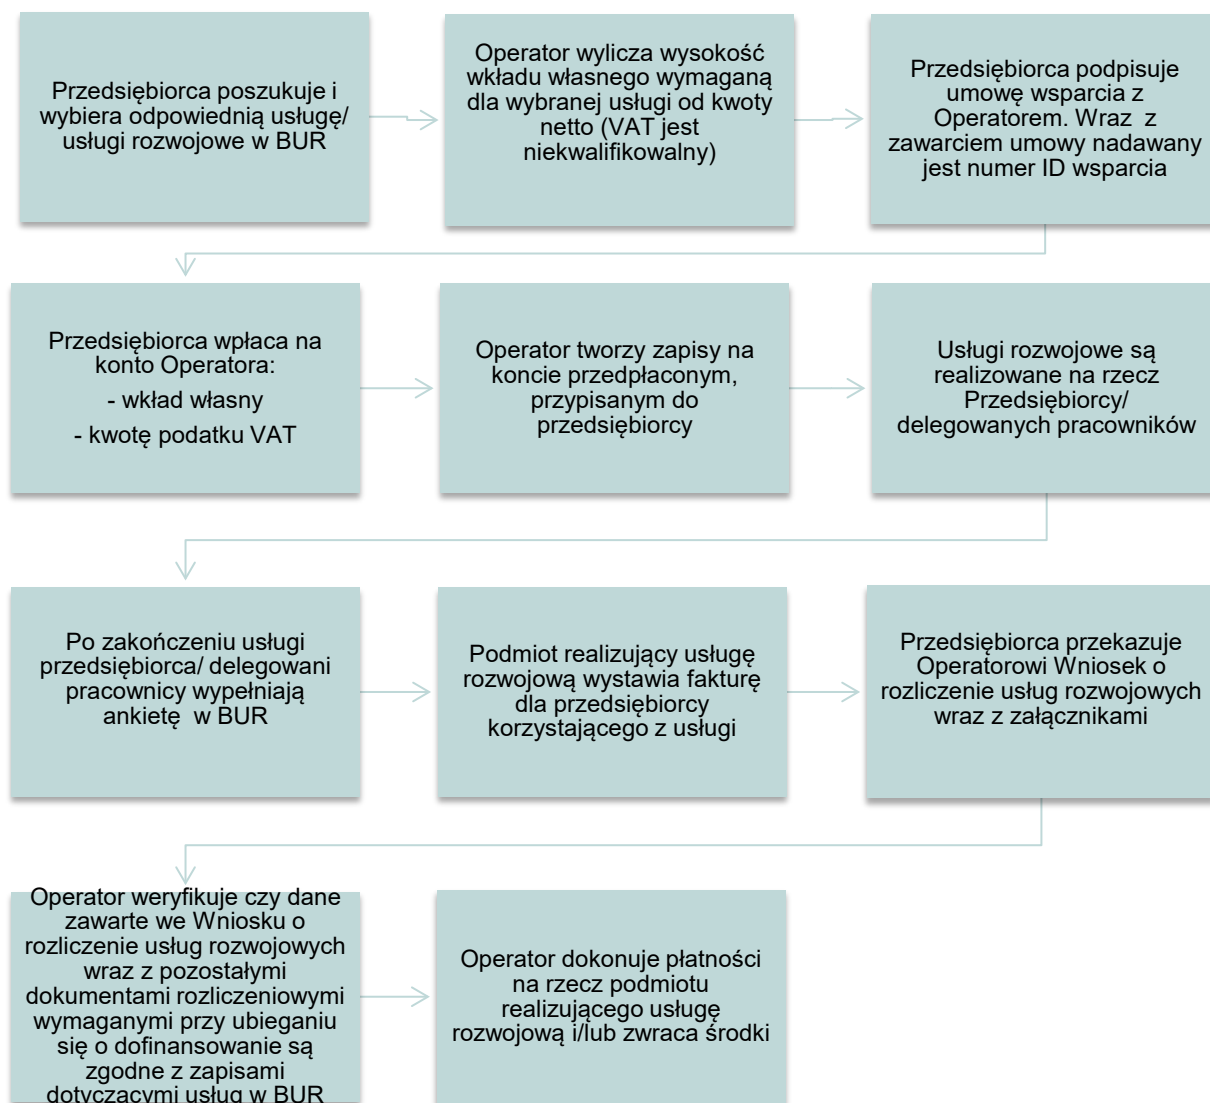 Przedsiębiorca poszukuje i
wybiera odpowiednią usługę/
usługi rozwojowe w BUR
Operator wylicza wysokość
wkładu własnego wymaganą
dla wybranej usługi od kwoty
netto (VAT jest
niekwalifikowalny)
Przedsiębiorca podpisuje
umowę wsparcia z
Operatorem. Wraz z
zawarciem umowy nadawany
jest numer ID wsparcia
Przedsiębiorca wpłaca na
konto Operatora:
- wkład własny
- kwotę podatku VAT
Operator tworzy zapisy na
koncie przedpłaconym,
przypisanym do
przedsiębiorcy
Usługi rozwojowe są
realizowane na rzecz
Przedsiębiorcy/
delegowanych pracowników
Po zakończeniu usługi
przedsiębiorca/ delegowani
pracownicy wypełniają
ankietę w BUR
Podmiot realizujący usługę
rozwojową wystawia fakturę
dla przedsiębiorcy
korzystającego z usługi
Przedsiębiorca przekazuje
Operatorowi Wniosek o
rozliczenie usług rozwojowych
wraz z załącznikami
Operator weryfikuje czy dane
zawarte we Wniosku o
rozliczenie usług rozwojowych
wraz z pozostałymi
dokumentami rozliczeniowymi
wymaganymi przy ubieganiu
się o dofinansowanie są
zgodne z zapisami
dotyczącymi usług w BUR
Operator dokonuje płatności
na rzecz podmiotu
realizującego usługę
rozwojową i/lub zwraca środki